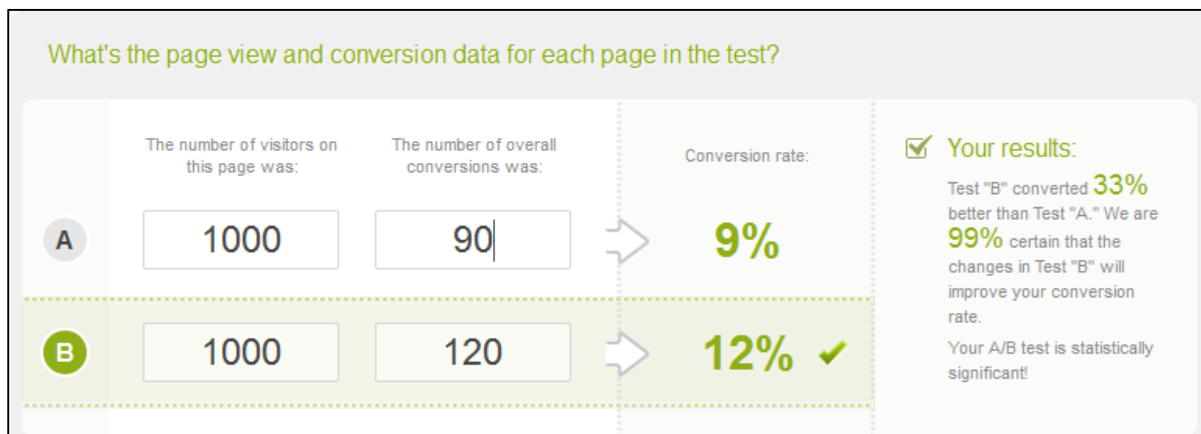 What's the page view and conversion data for each page in the test?
The number of visitors on
this page was:
The number of overall
conversions was:
Conversion rate:
A
1000
90
9%
B
1000
120
12%
Your results:
Test "B" converted 33%
better than Test "A." We are
99% certain that the
changes in Test "B" will
improve your conversion
rate.
Your A/B test is statistically
significant!